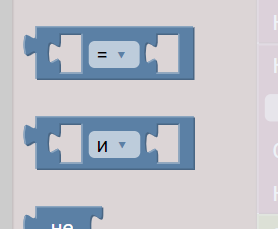 =
и
не